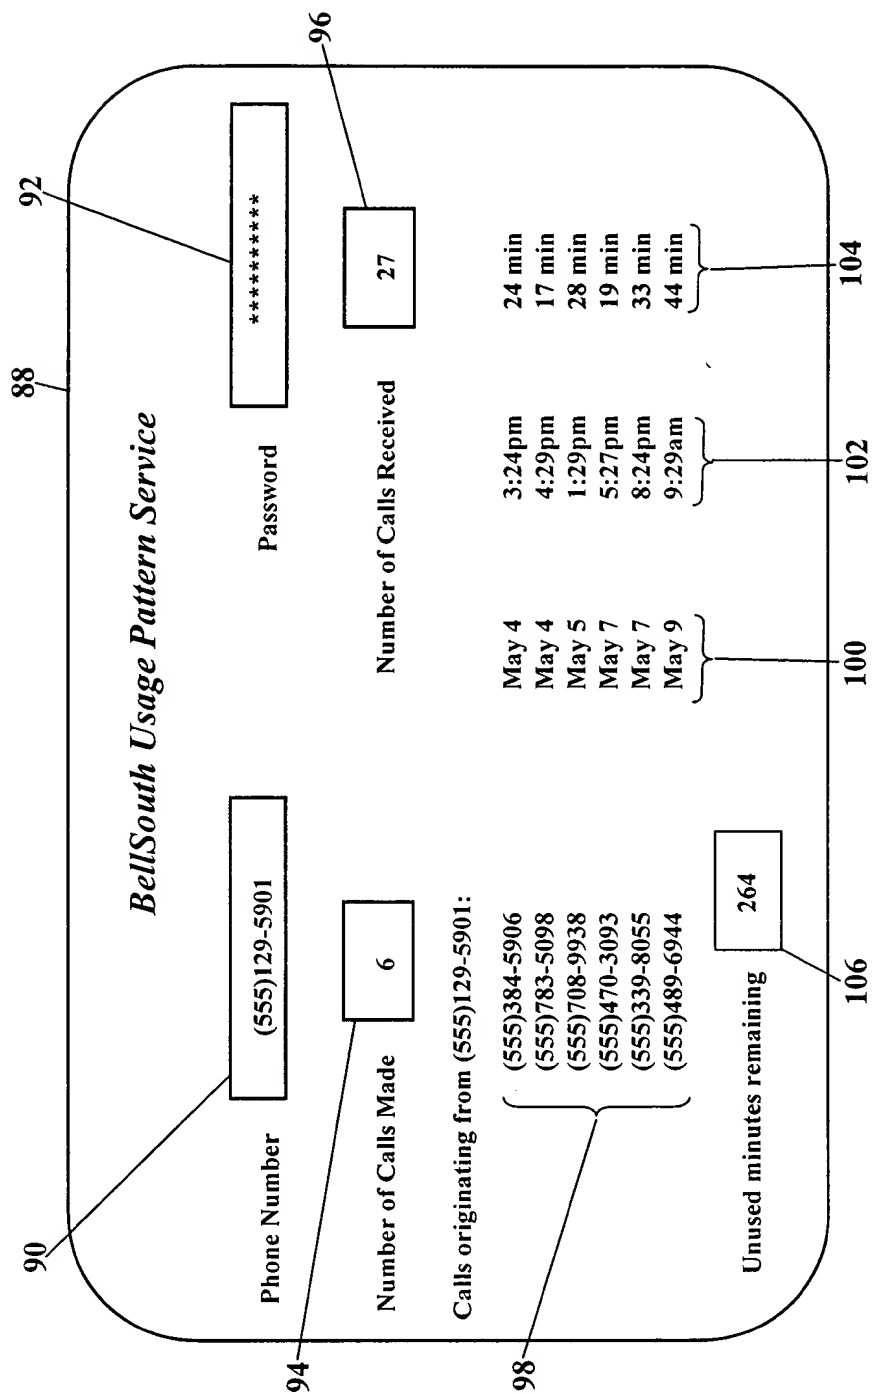 88
92
96
BellSouth Usage Pattern Service
90
Phone Number (555)129-5901 Password ***********
94
Number of Calls Made 6 Number of Calls Received 27
Calls originating from (555)129-5901:
98
(555)384-5906 May 4 3:24pm 24 min
(555)783-5098 May 4 4:29pm 17 min
(555)708-9938 May 5 1:29pm 28 min
(555)470-3093 May 7 5:27pm 19 min
(555)339-8055 May 7 8:24pm 33 min
(555)489-6944 May 9 9:29am 44 min
Unused minutes remaining 264
106
100
102
104